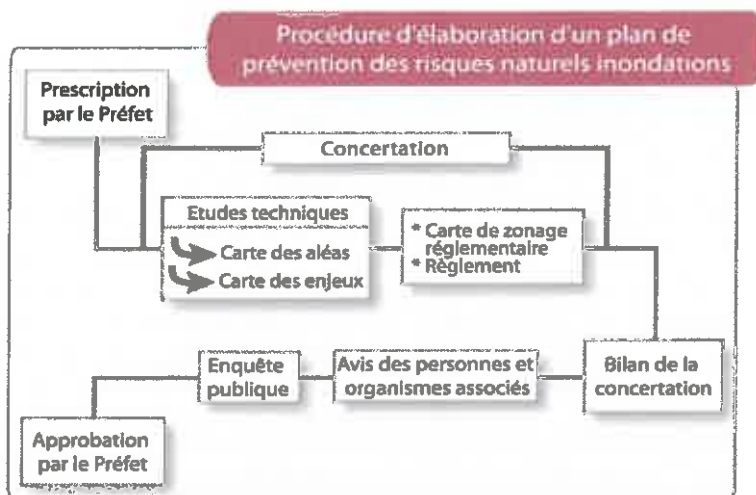 Procédure d'élaboration d'un plan de
prévention des risques naturels inondations
Prescription
par le Préfet
Concertation
Etudes techniques
Carte des aléas
Carte des enjeux
* Carte de zonage
réglementaire
* Règlement
Bilan de la
concertation
Avis des personnes et
organismes associés
Enquête
publique
Approbation
par le Préfet